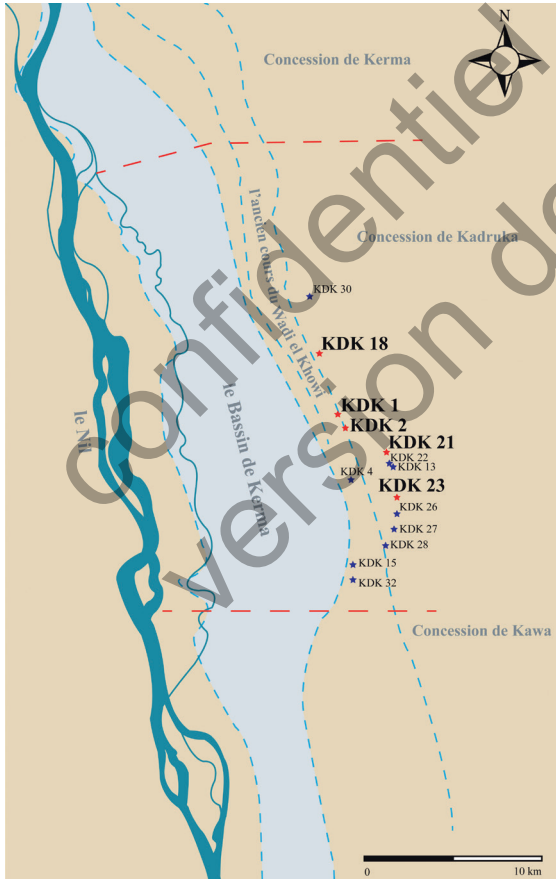 N
Concession de Kerma
Concession de Kadruka
l'ancien cours du Wadi el Khowi
KDK 30
KDK 18
le Nil
le Bassin de Kerma
KDK 1
KDK 2
KDK 21
KDK 22
KDK 13
KDK 4
KDK 23
KDK 26
KDK 27
KDK 28
KDK 15
KDK 32
Concession de Kawa
0 10 km
confidentiel
version de